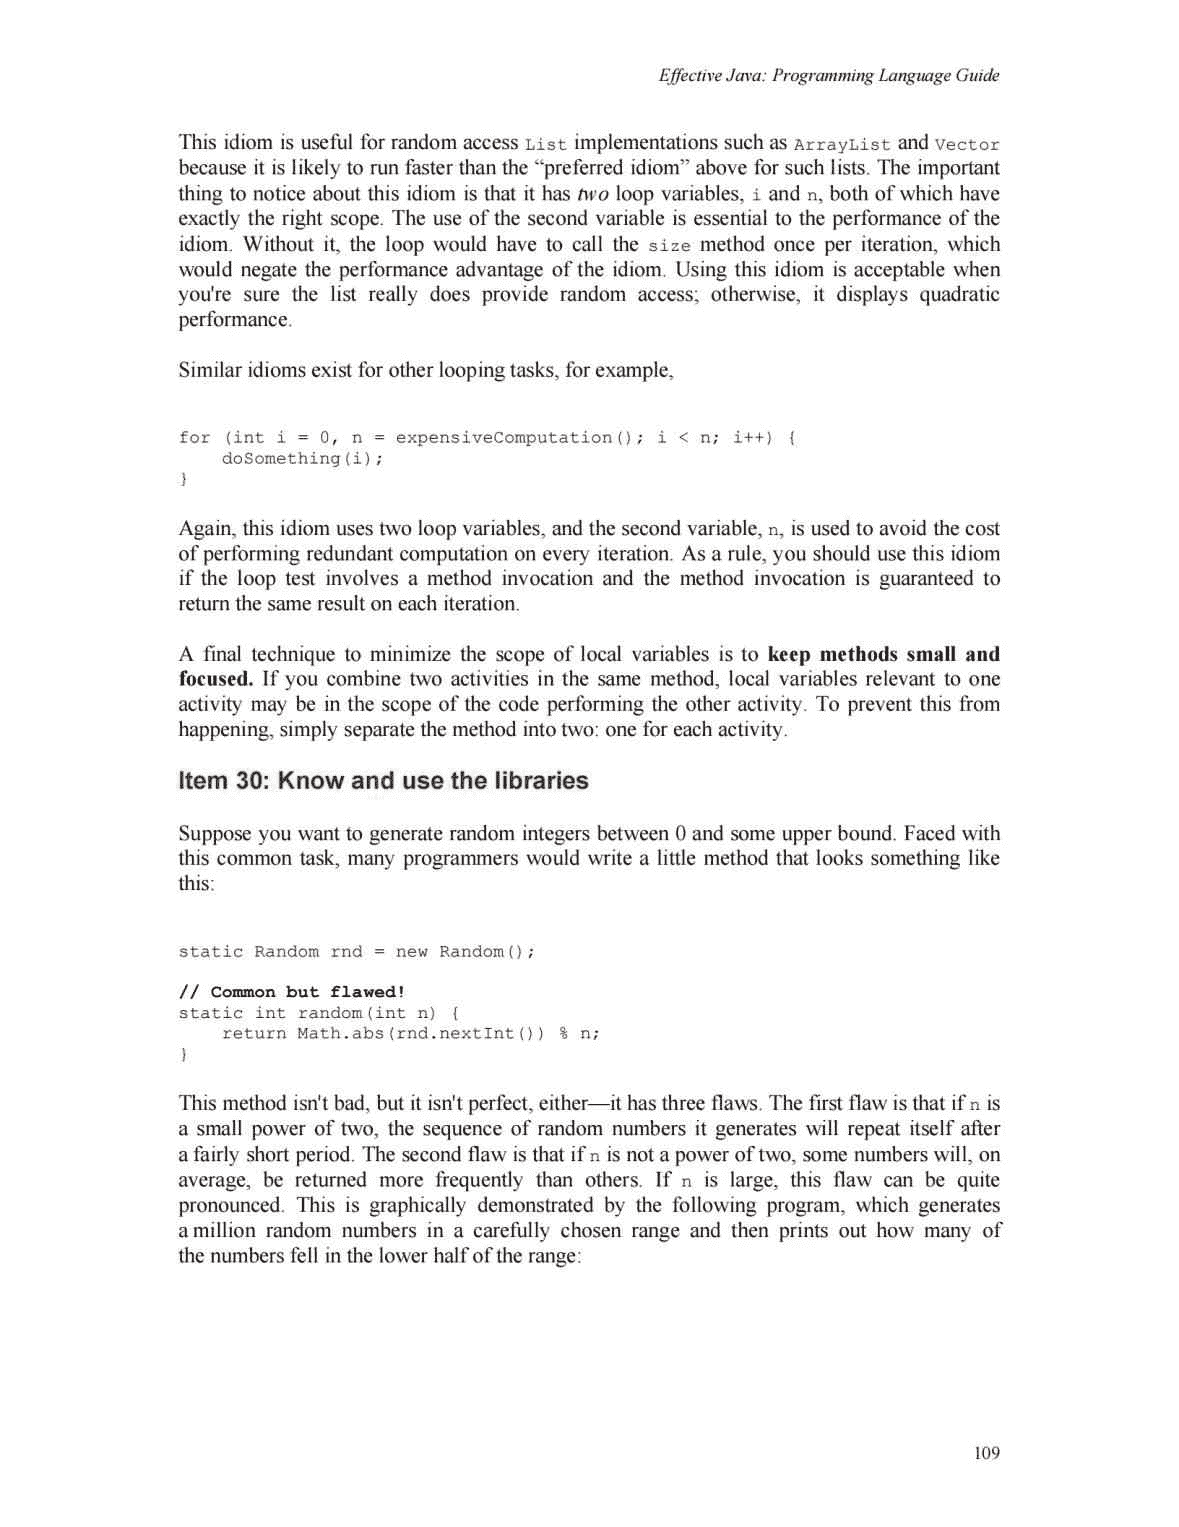 Effective Java: Programming Language Guide
This idiom is useful for random access List implementations such as ArrayList and Vector
because it is likely to run faster than the “preferred idiom” above for such lists. The important
thing to notice about this idiom is that it has two loop variables, i and n, both of which have
exactly the right scope. The use of the second variable is essential to the performance of the
idiom. Without it, the loop would have to call the size method once per iteration, which
would negate the performance advantage of the idiom. Using this idiom is acceptable when
you're sure the list really does provide random access; otherwise, it displays quadratic
performance.
Similar idioms exist for other looping tasks, for example,
for (int i = 0, n = expensiveComputation(); i < n; i++) {
    doSomething(i);
}
Again, this idiom uses two loop variables, and the second variable, n, is used to avoid the cost
of performing redundant computation on every iteration. As a rule, you should use this idiom
if the loop test involves a method invocation and the method invocation is guaranteed to
return the same result on each iteration.
A final technique to minimize the scope of local variables is to keep methods small and
focused. If you combine two activities in the same method, local variables relevant to one
activity may be in the scope of the code performing the other activity. To prevent this from
happening, simply separate the method into two: one for each activity.
Item 30: Know and use the libraries
Suppose you want to generate random integers between 0 and some upper bound. Faced with
this common task, many programmers would write a little method that looks something like
this:
static Random rnd = new Random();
// Common but flawed!
static int random(int n) {
    return Math.abs(rnd.nextInt()) % n;
}
This method isn't bad, but it isn't perfect, either—it has three flaws. The first flaw is that if n is
a small power of two, the sequence of random numbers it generates will repeat itself after
a fairly short period. The second flaw is that if n is not a power of two, some numbers will, on
average, be returned more frequently than others. If n is large, this flaw can be quite
pronounced. This is graphically demonstrated by the following program, which generates
a million random numbers in a carefully chosen range and then prints out how many of
the numbers fell in the lower half of the range:
109